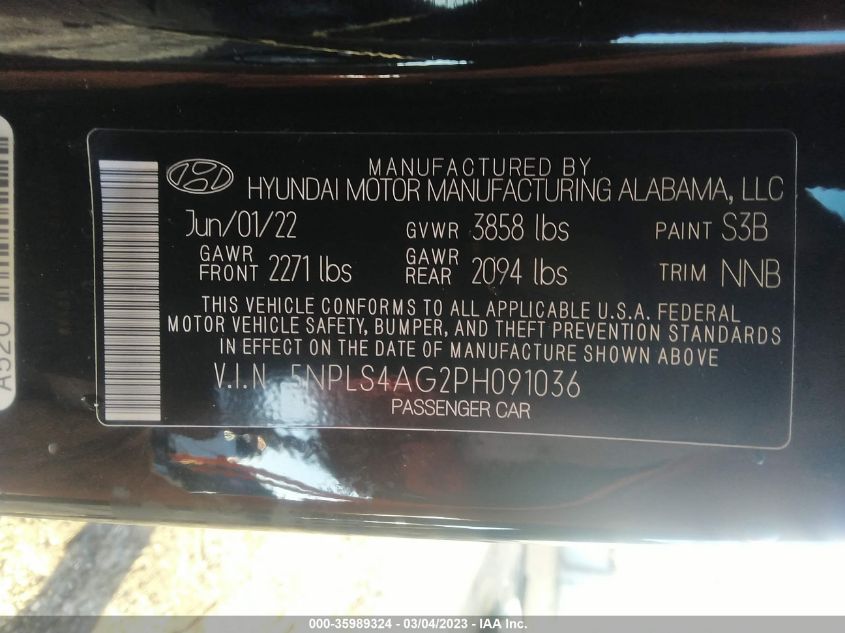 MANUFACTURED BY
HYUNDAI MOTOR MANUFACTURING ALABAMA, LLC
Jun/01/22 GVWR 3858 lbs PAINT S3B
GAWR FRONT 2271 lbs GAWR REAR 2094 lbs TRIM NNB
THIS VEHICLE CONFORMS TO ALL APPLICABLE U.S.A. FEDERAL
MOTOR VEHICLE SAFETY, BUMPER, AND THEFT PREVENTION STANDARDS
IN EFFECT ON THE DATE OF MANUFACTURE SHOWN ABOVE
V.I.N 5NPLS4AG2PH091036
PASSENGER CAR
A520
000-35989324 - 03/04/2023 - IAA Inc.